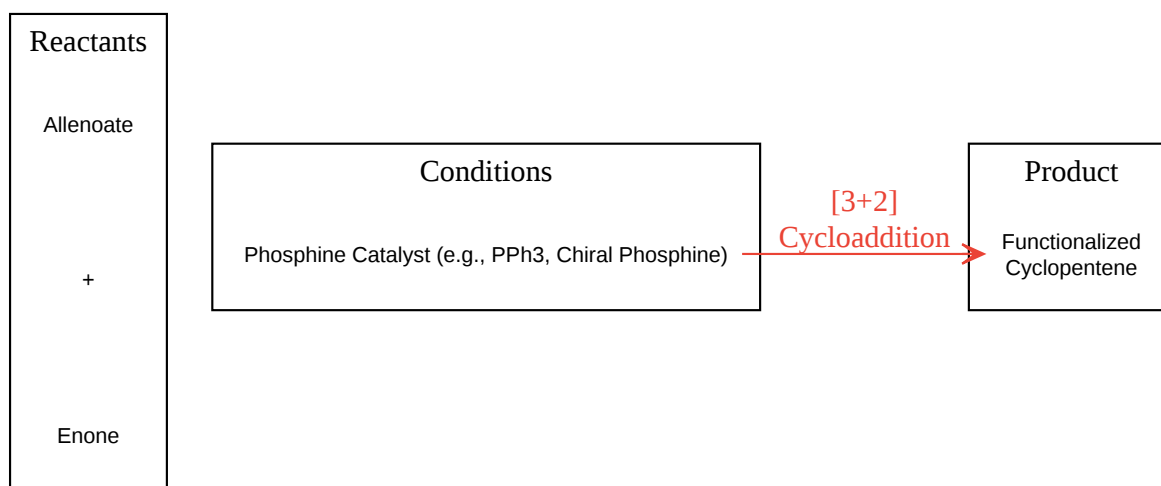 Reactants
Allenoate
+
Enone
Conditions
Phosphine Catalyst (e.g., PPh3, Chiral Phosphine)
[3+2]
Cycloaddition
Product
Functionalized
Cyclopentene